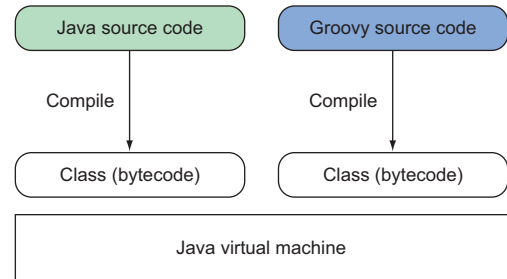 Java source code
Groovy source code
Compile
Compile
Class (bytecode)
Class (bytecode)
Java virtual machine